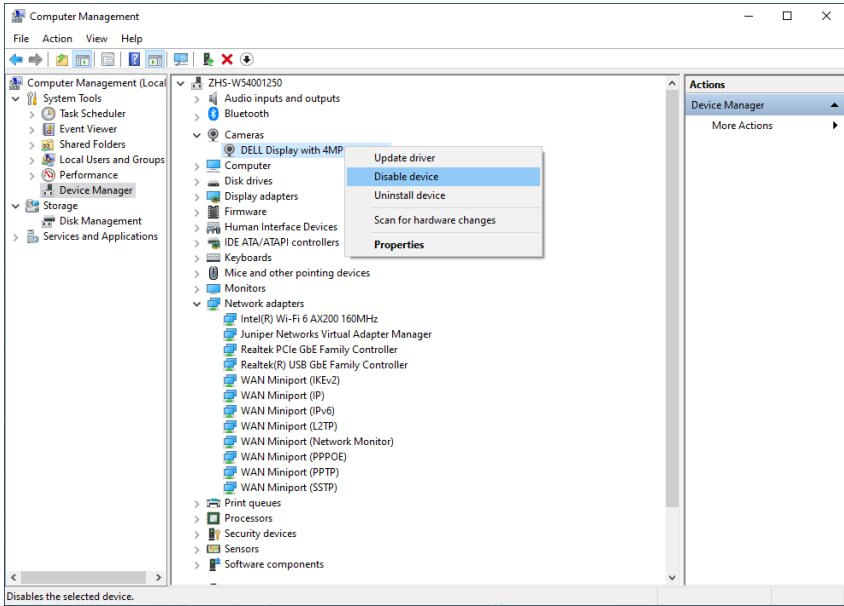 Computer Management
File Action View Help
Computer Management (Local
System Tools
Task Scheduler
Event Viewer
Shared Folders
Local Users and Groups
Performance
Device Manager
Storage
Disk Management
Services and Applications
ZHS-W54001250
Audio inputs and outputs
Bluetooth
Cameras
DELL Display with 4MP
Computer
Disk drives
Display adapters
Firmware
Human Interface Devices
IDE ATA/ATAPI controllers
Keyboards
Mice and other pointing devices
Monitors
Network adapters
Intel(R) Wi-Fi 6 AX200 160MHz
Juniper Networks Virtual Adapter Manager
Realtek PCIe GbE Family Controller
Realtek(R) USB GbE Family Controller
WAN Miniport (IKEv2)
WAN Miniport (IP)
WAN Miniport (IPv6)
WAN Miniport (L2TP)
WAN Miniport (Network Monitor)
WAN Miniport (PPPOE)
WAN Miniport (PPTP)
WAN Miniport (SSTP)
Print queues
Processors
Security devices
Sensors
Software components
Update driver
Disable device
Uninstall device
Scan for hardware changes
Properties
Actions
Device Manager
More Actions
Disables the selected device.